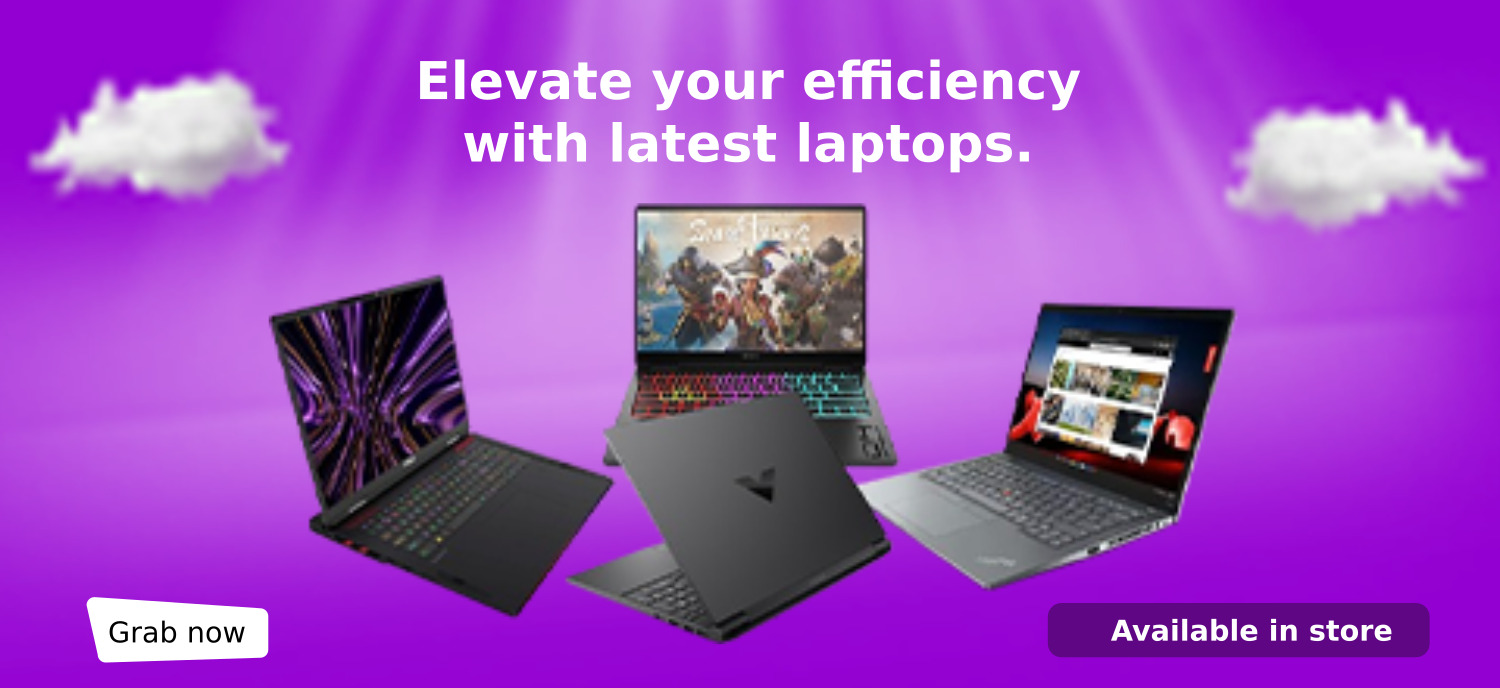 Elevate your efficiency
with latest laptops.
Grab now
Available in store